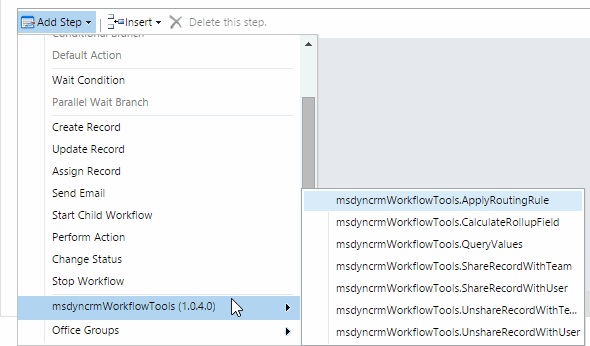 Add Step Insert Delete this step.
Conditional Branch
Default Action
Wait Condition
Parallel Wait Branch
Create Record
Update Record
Assign Record
Send Email
Start Child Workflow
Perform Action
Change Status
Stop Workflow
msdyncrmWorkflowTools (1.0.4.0)
Office Groups
msdyncrmWorkflowTools.ApplyRoutingRule
msdyncrmWorkflowTools.CalculateRollupField
msdyncrmWorkflowTools.QueryValues
msdyncrmWorkflowTools.ShareRecordWithTeam
msdyncrmWorkflowTools.ShareRecordWithUser
msdyncrmWorkflowTools.UnshareRecordWithTe...
msdyncrmWorkflowTools.UnshareRecordWithUser